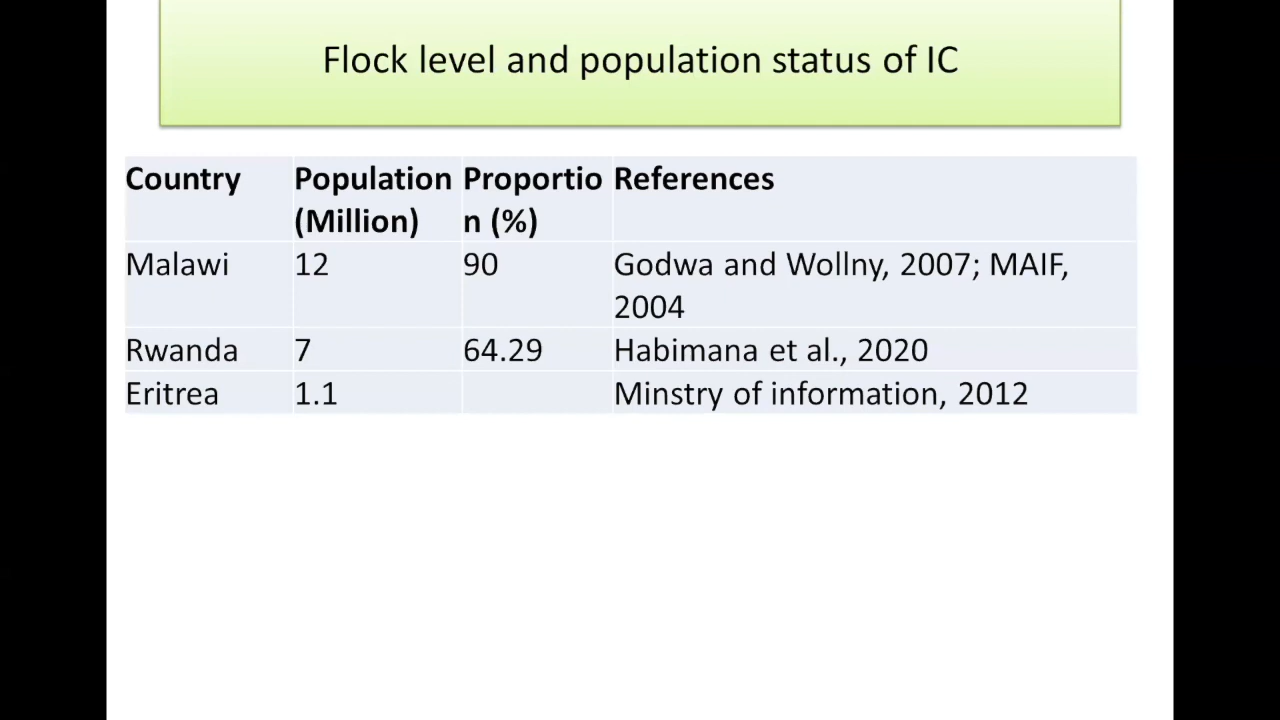 Flock level and population status of IC
Country Population Proportio References
(Million) n (%)
Malawi 12 90 Godwa and Wollny, 2007; MAIF,
2004
Rwanda 7 64.29 Habimana et al., 2020
Eritrea 1.1 Minstry of information, 2012